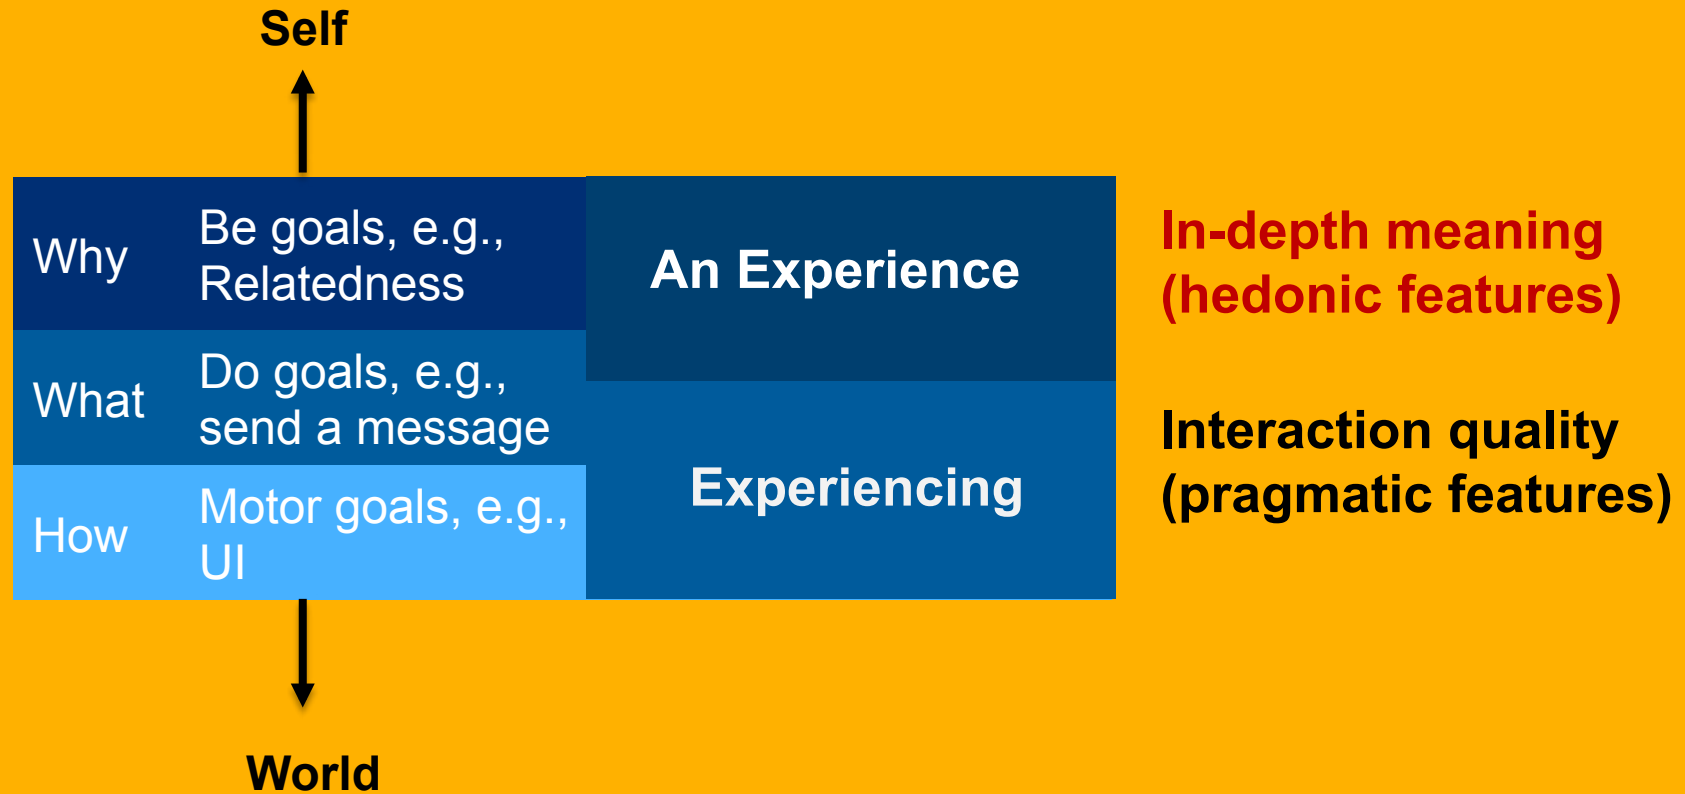 Self
Why
Be goals, e.g.,
Relatedness
An Experience
In-depth meaning
(hedonic features)
What
Do goals, e.g.,
send a message
Experiencing
Interaction quality
(pragmatic features)
How
Motor goals, e.g.,
UI
World